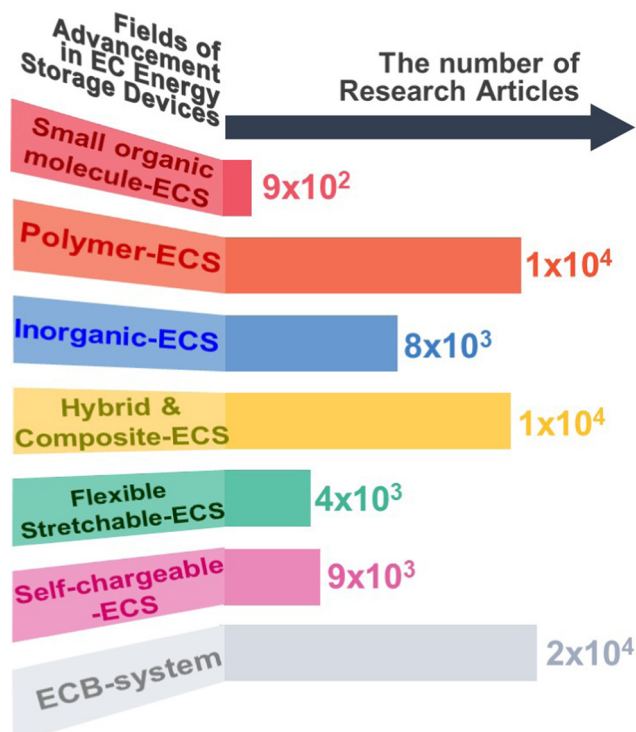 Fields of
Advancement
in EC Energy
Storage Devices
The number of
Research Articles
Small organic
molecule-ECS
9x10²
Polymer-ECS
1x10⁴
Inorganic-ECS
8x10³
Hybrid &
Composite-ECS
1x10⁴
Flexible
Stretchable-ECS
4x10³
Self-chargeable
-ECS
9x10³
ECB-system
2x10⁴